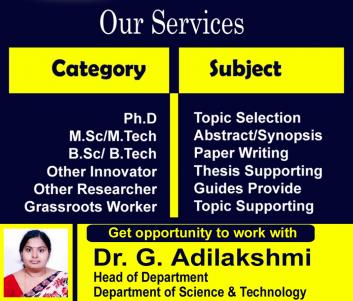 Our Services
Category Subject
Ph.D Topic Selection
M.Sc/M.Tech Abstract/Synopsis
B.Sc/ B.Tech Paper Writing
Other Innovator Thesis Supporting
Other Researcher Guides Provide
Grassroots Worker Topic Supporting
Get opportunity to work with
Dr. G. Adilakshmi
Head of Department
Department of Science & Technology